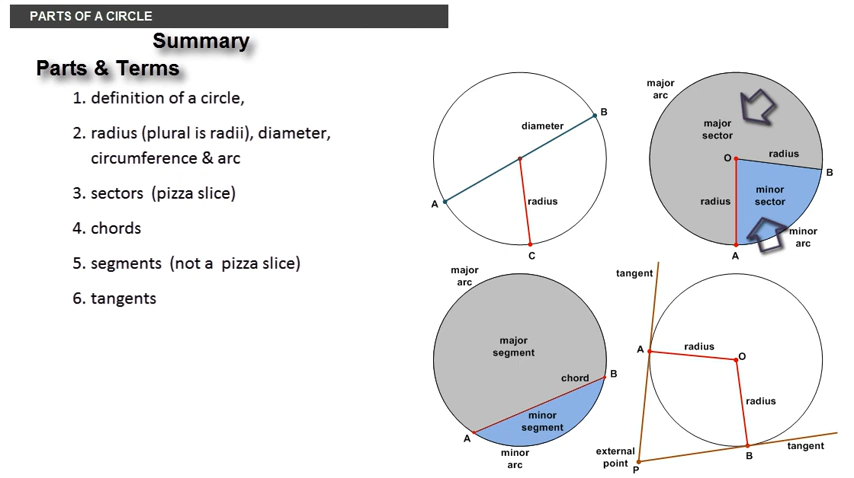 PARTS OF A CIRCLE
Summary
Parts & Terms
1. definition of a circle,
2. radius (plural is radii), diameter,
circumference & arc
3. sectors (pizza slice)
4. chords
5. segments (not a pizza slice)
6. tangents
diameter
B
A
radius
C
major
arc
major
sector
O
radius
B
radius
minor
sector
minor
arc
A
major
arc
major
segment
chord
B
minor
segment
A
minor
arc
tangent
A
radius
O
radius
external
point
P
B
tangent